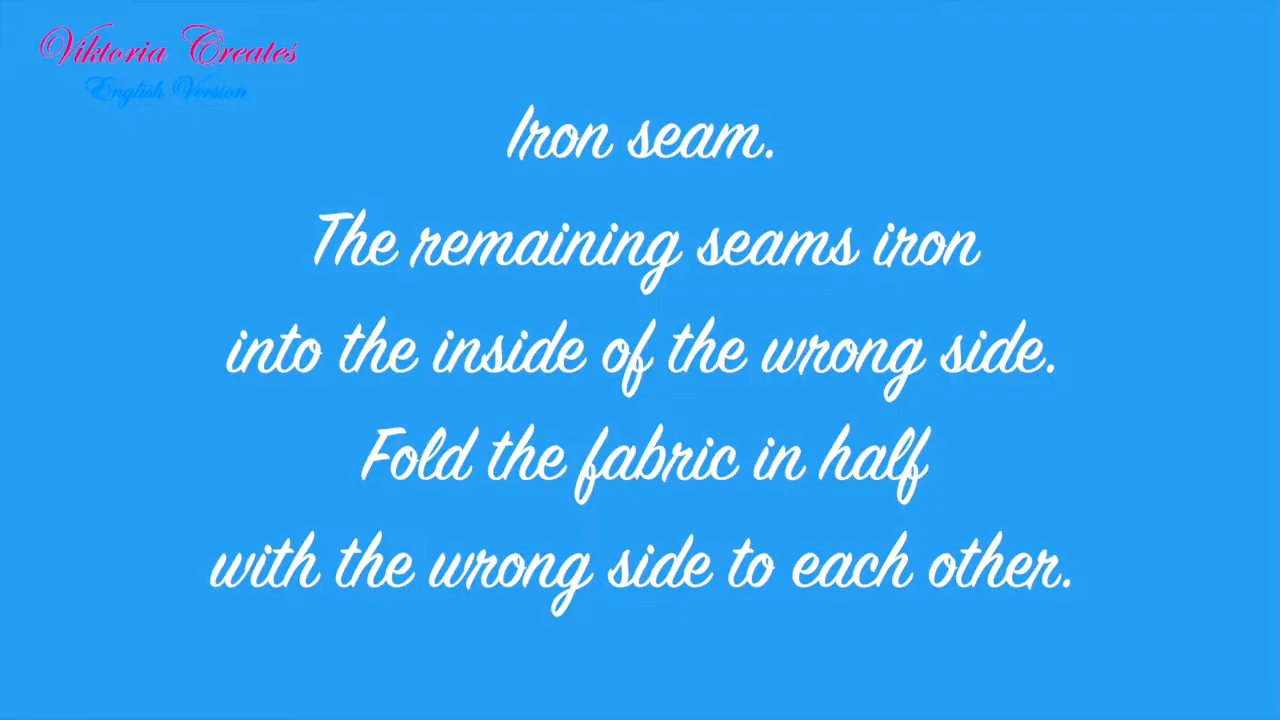 Viktoria Creates
English Version
Iron seam.
The remaining seams iron
into the inside of the wrong side.
Fold the fabric in half
with the wrong side to each other.